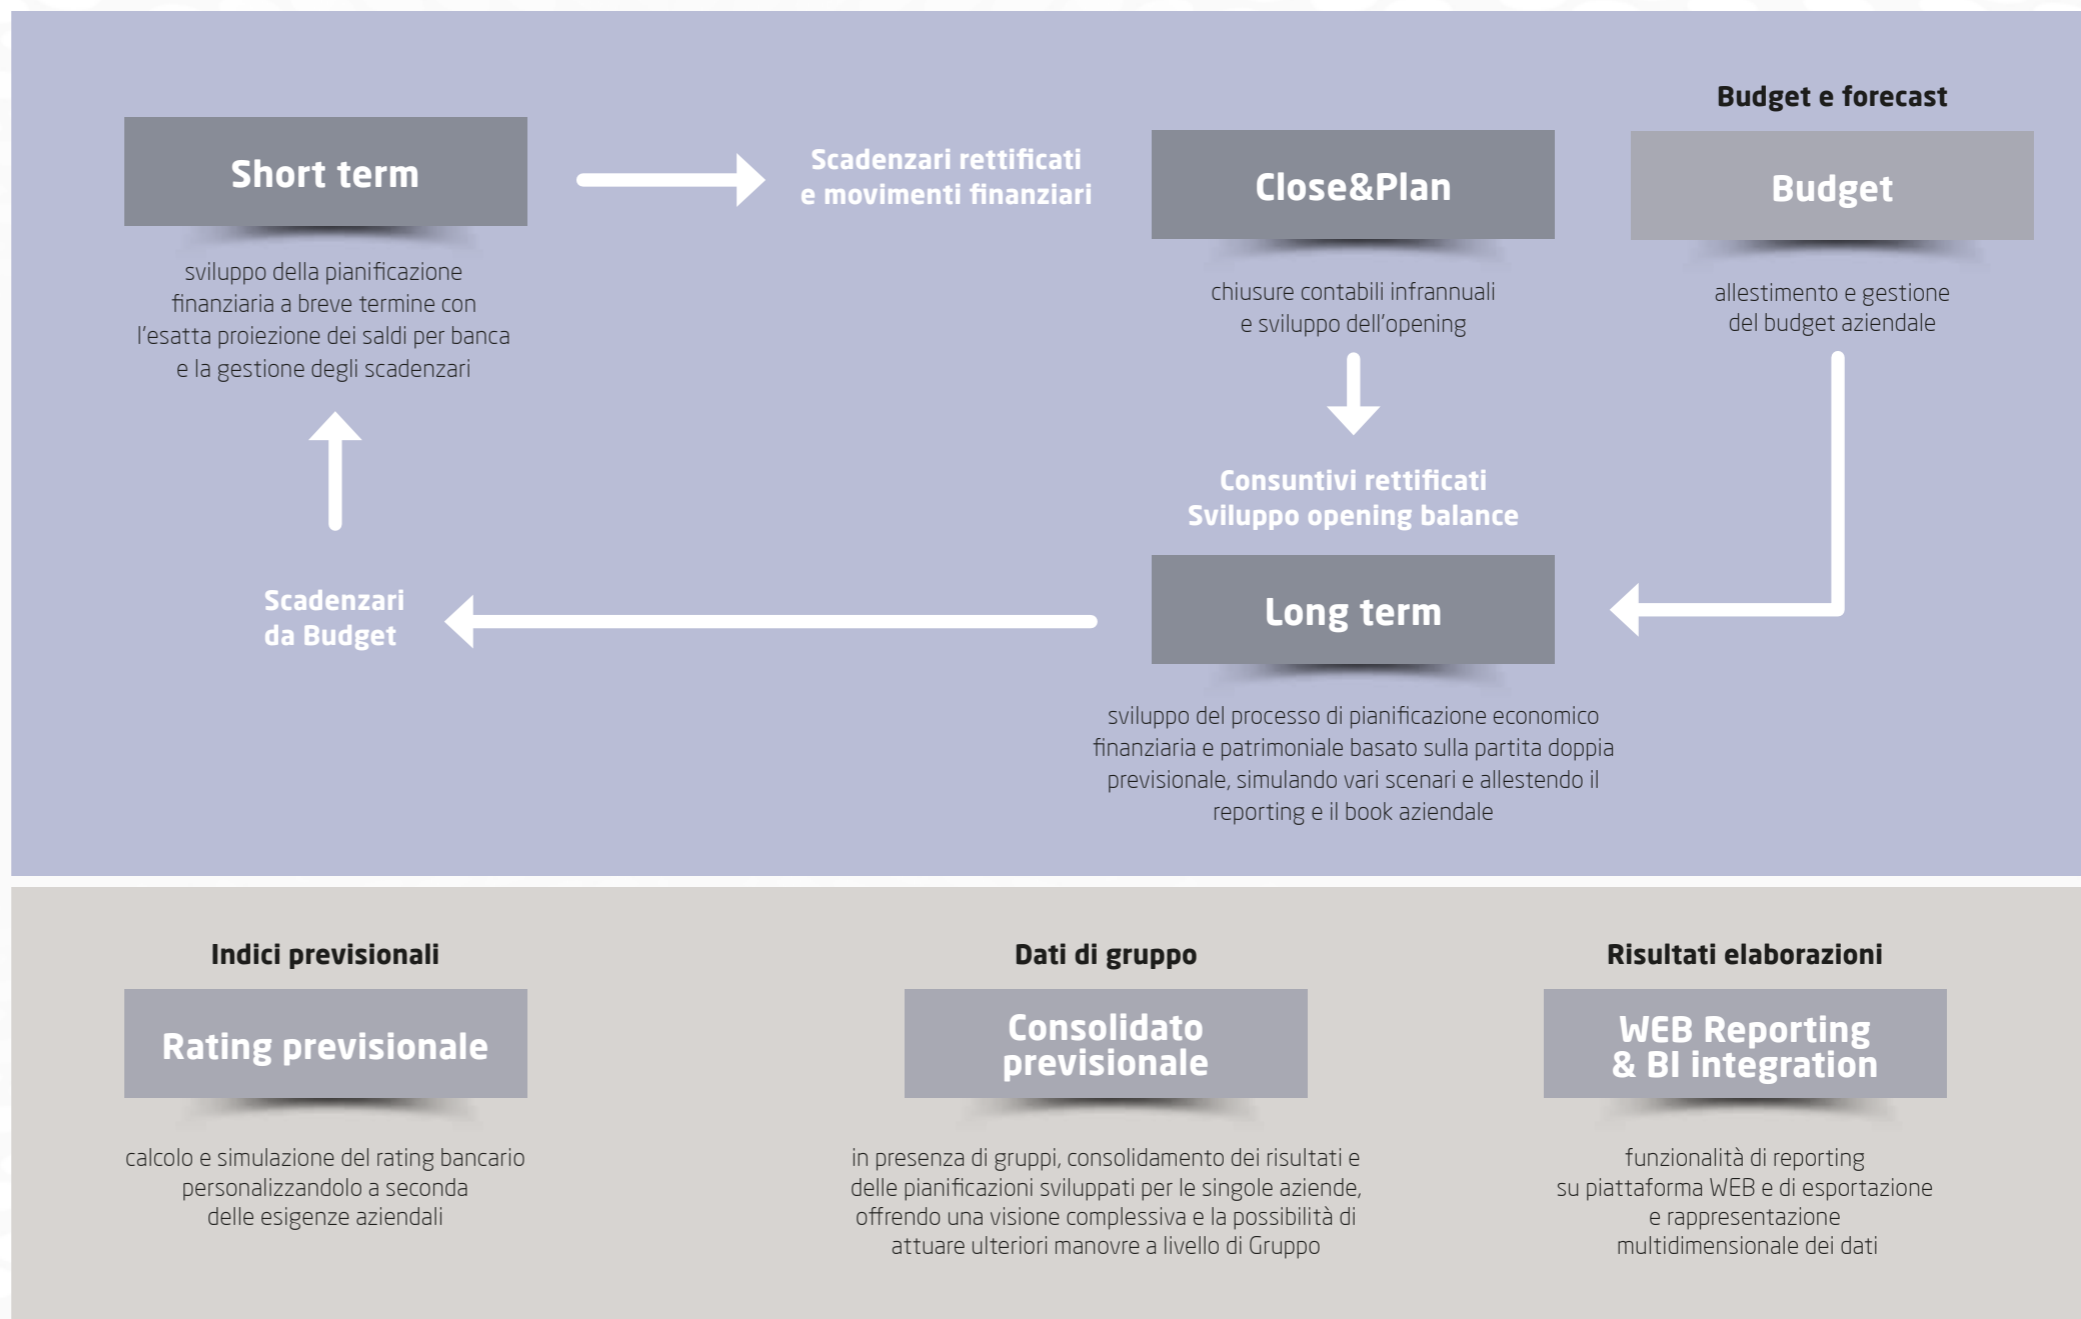 Short term
sviluppo della pianificazione
finanziaria a breve termine con
l'esatta proiezione dei saldi per banca
e la gestione degli scadenzari
Scadenzari rettificati
e movimenti finanziari
Close&Plan
chiusure contabili infrannuali
e sviluppo dell'opening
Budget e forecast
Budget
allestimento e gestione
del budget aziendale
Consuntivi rettificati
Sviluppo opening balance
Long term
sviluppo del processo di pianificazione economico
finanziaria e patrimoniale basato sulla partita doppia
previsionale, simulando vari scenari e allestendo il
reporting e il book aziendale
Scadenzari
da Budget
Indici previsionali
Rating previsionale
calcolo e simulazione del rating bancario
personalizzandolo a seconda
delle esigenze aziendali
Dati di gruppo
Consolidato
previsionale
in presenza di gruppi, consolidamento dei risultati e
delle pianificazioni sviluppati per le singole aziende,
offrendo una visione complessiva e la possibilità di
attuare ulteriori manovre a livello di Gruppo
Risultati elaborazioni
WEB Reporting
& BI integration
funzionalità di reporting
su piattaforma WEB e di esportazione
e rappresentazione
multidimensionale dei dati